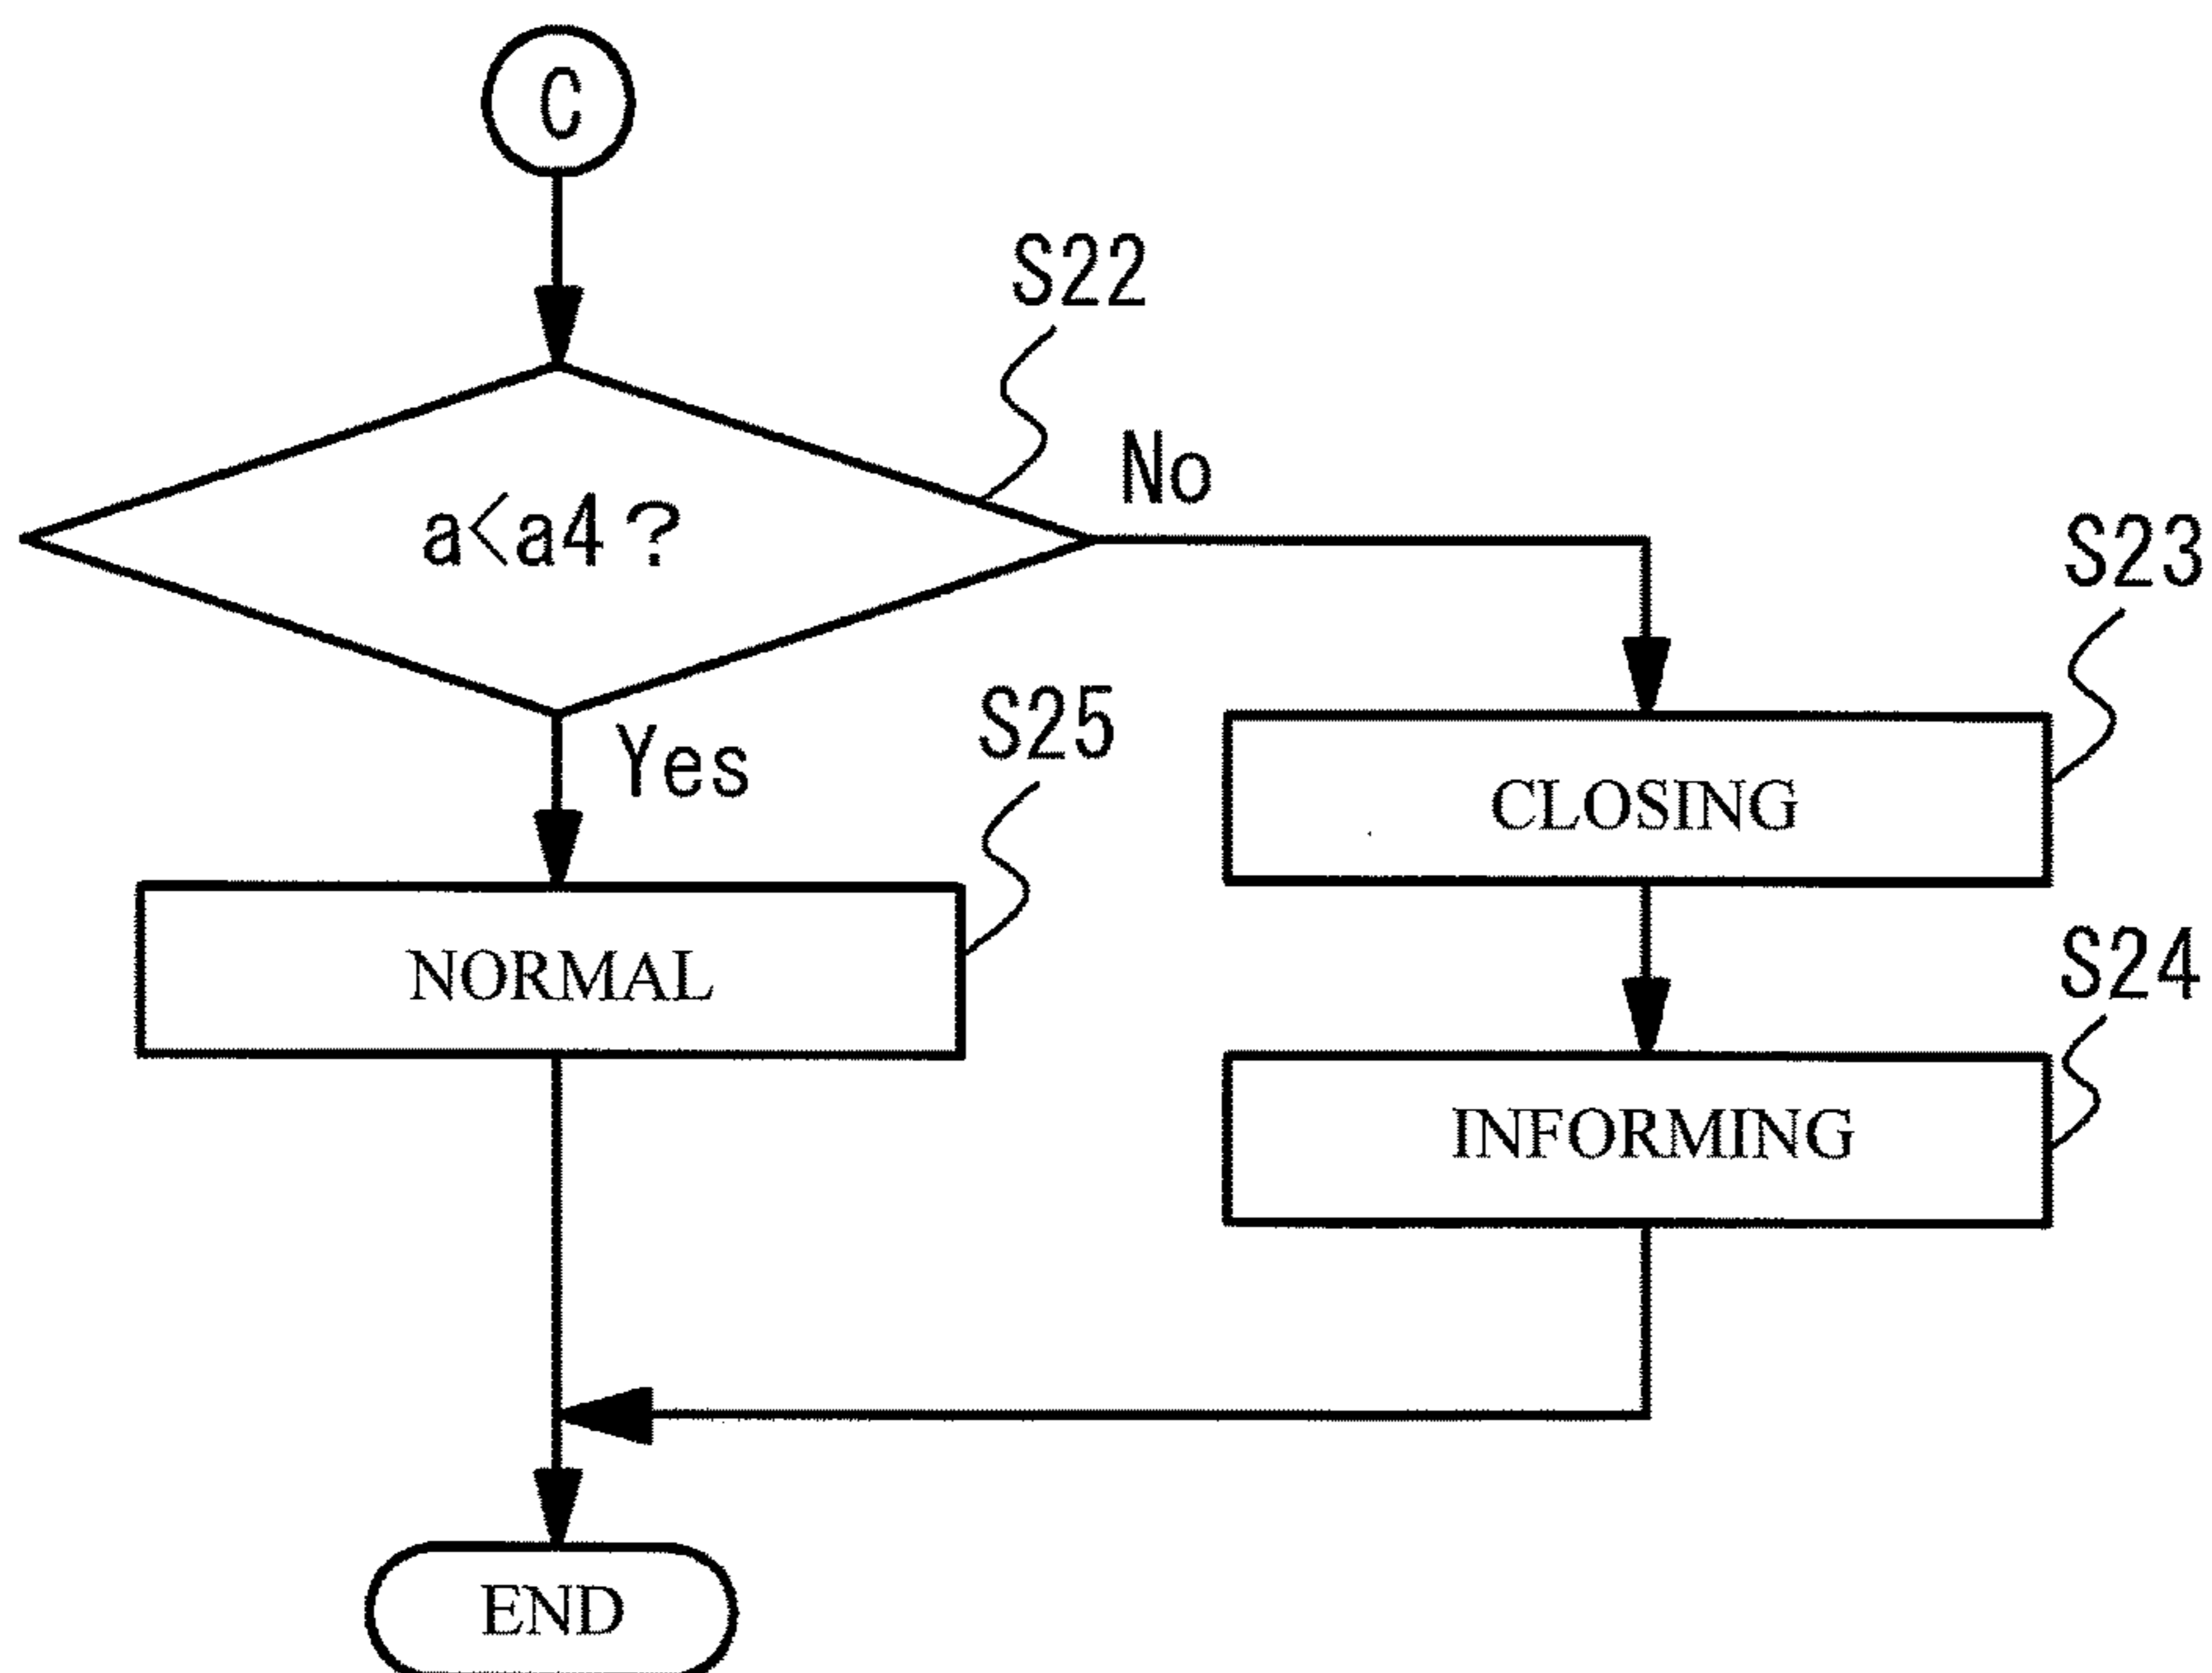 C
S22
No
a<a4?
S23
Yes
S25
CLOSING
NORMAL
S24
INFORMING
END